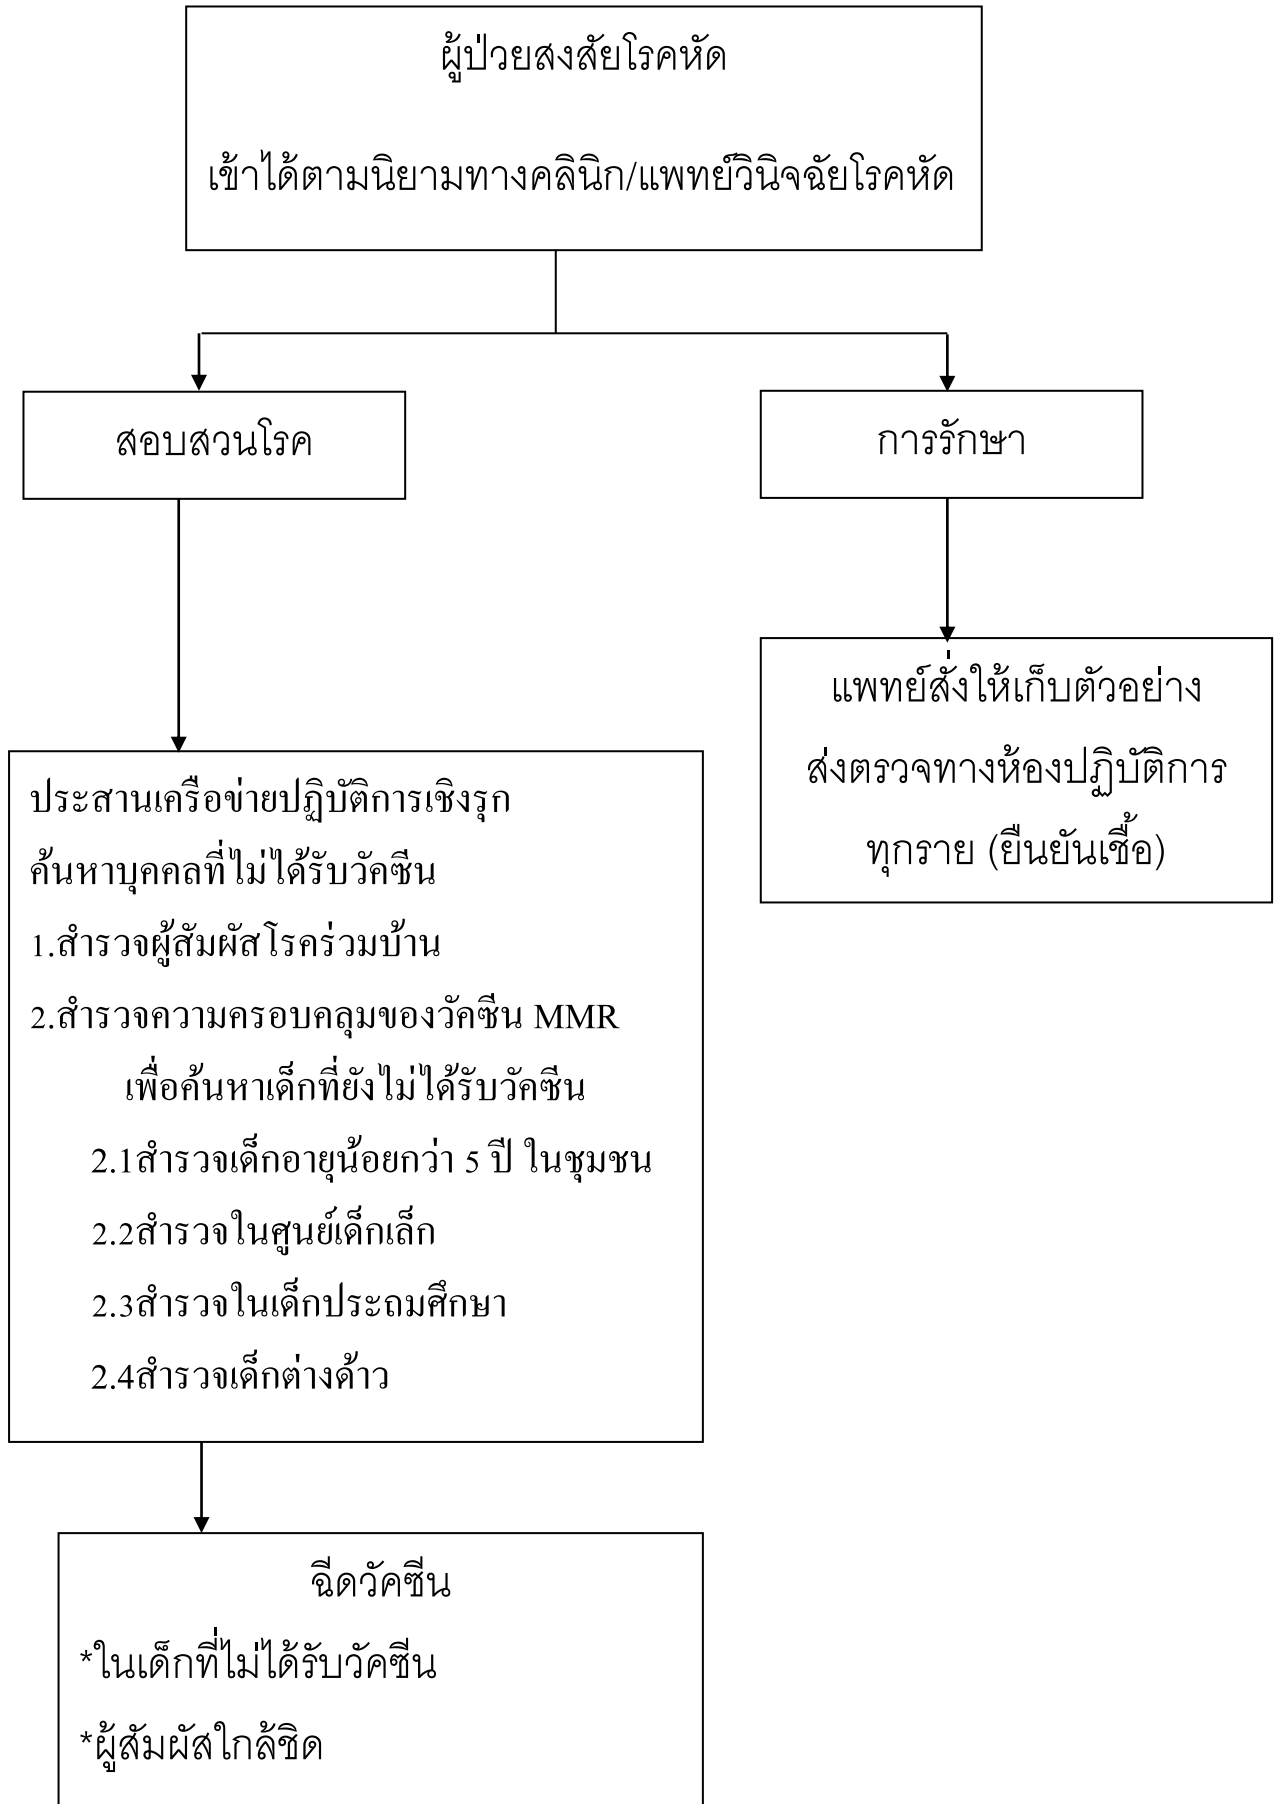 ผู้ป่วยสงสัยโรคหัด
เข้าได้ตามนิยามทางคลินิก/แพทย์วินิจฉัยโรคหัด
สอบสวนโรค
การรักษา
แพทย์สั่งให้เก็บตัวอย่าง
ส่งตรวจทางห้องปฏิบัติการ
ทุกราย (ยืนยันเชื้อ)
ประสานเครือข่ายปฏิบัติการเชิงรุก
ค้นหาบุคคลที่ไม่ได้รับวัคซีน
1.สำรวจผู้สัมผัสโรคร่วมบ้าน
2.สำรวจความครอบคลุมของวัคซีน MMR
เพื่อค้นหาเด็กที่ยังไม่ได้รับวัคซีน
2.1สำรวจเด็กอายุน้อยกว่า 5 ปี ในชุมชน
2.2สำรวจในศูนย์เด็กเล็ก
2.3สำรวจในเด็กประถมศึกษา
2.4สำรวจเด็กต่างด้าว
ฉีดวัคซีน
*ในเด็กที่ไม่ได้รับวัคซีน
*ผู้สัมผัสใกล้ชิด